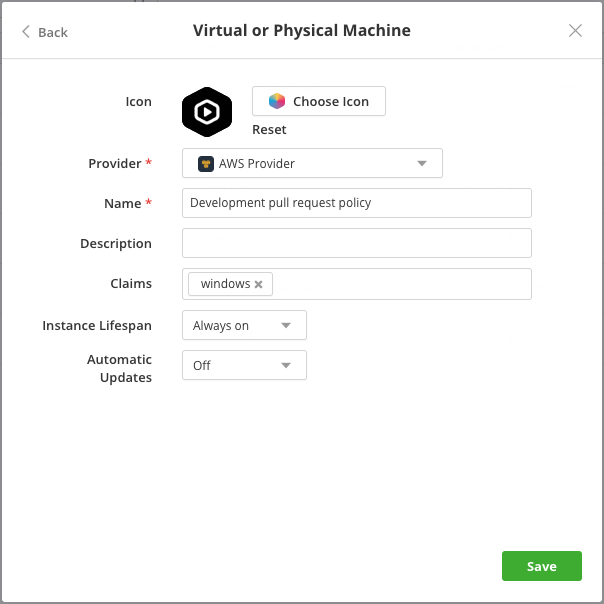 Back
Virtual or Physical Machine
Icon
Choose Icon
Reset
Provider *
AWS Provider
Name *
Development pull request policy
Description
Claims
windows
Instance Lifespan
Always on
Automatic
Updates
Off
Save